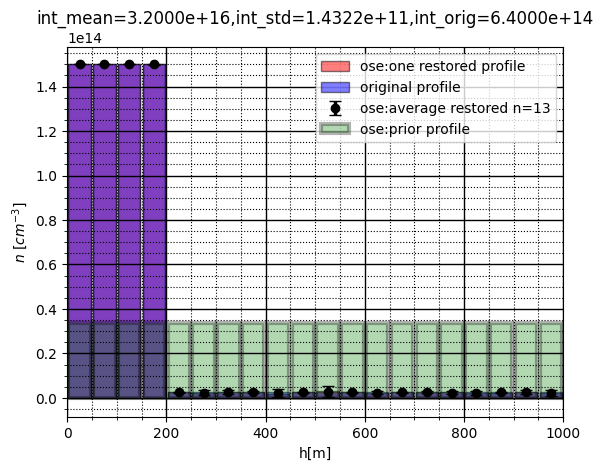 int_mean=3.2000e+16,int_std=1.4322e+11,int_orig=6.4000e+14
1e14
ose:one restored profile
original profile
ose:average restored n=13
ose:prior profile
1.4
1.2
1.0
0.8
0.6
0.4
0.2
0.0
n [cm⁻³]
0 200 400 600 800 1000
h[m]